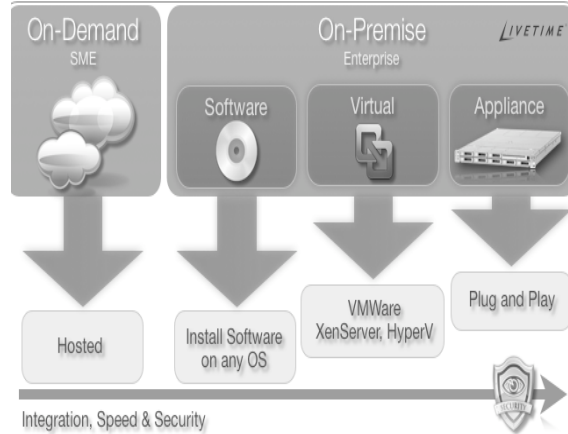 On-Demand
SME
On-Premise
Enterprise
LIVETIME
Software
Virtual
Appliance
Hosted
Install Software
on any OS
VMWare
XenServer, HyperV
Plug and Play
SECURITY
Integration, Speed & Security